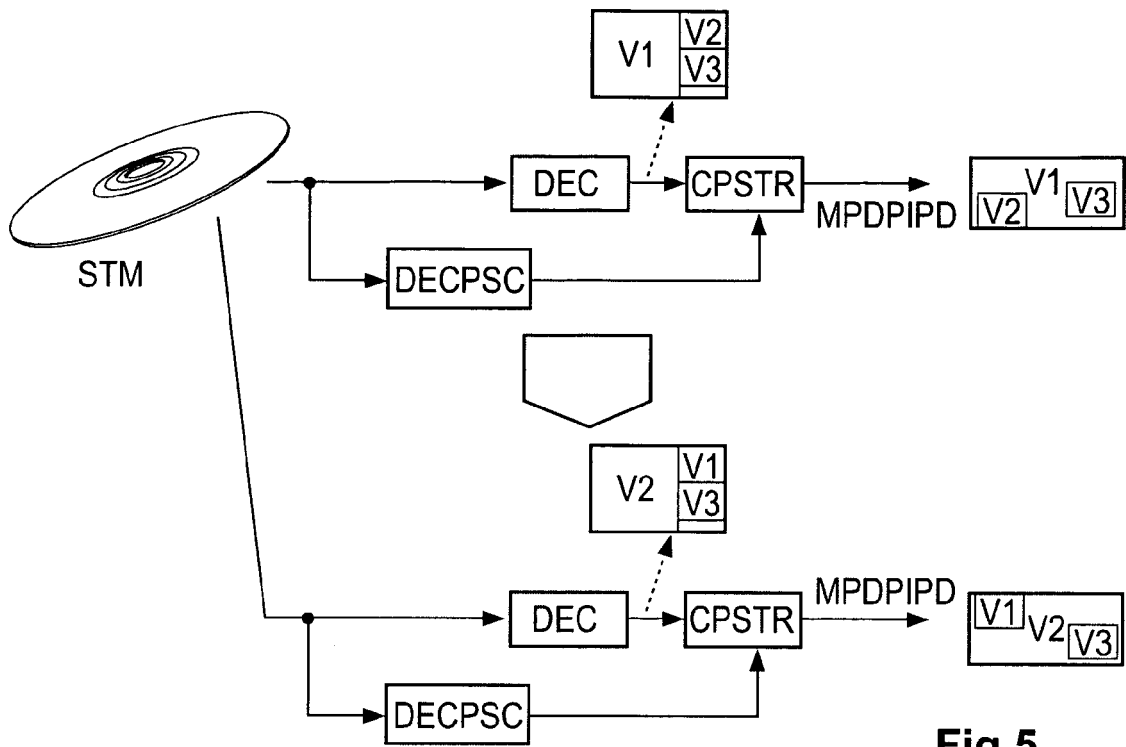 V1
V2
V3
DEC
CPSTR
MPDPIPD
V1
V2
V3
STM
DECPSC
V2
V1
V3
DEC
CPSTR
MPDPIPD
V1
V2
V3
DECPSC
Fig.5